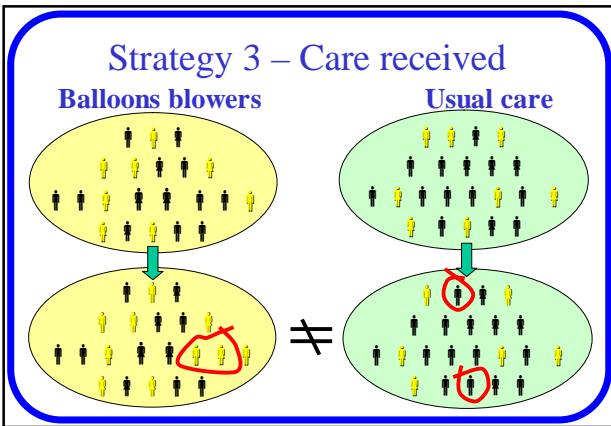 Strategy 3 – Care received
Balloons blowers
Usual care
≠